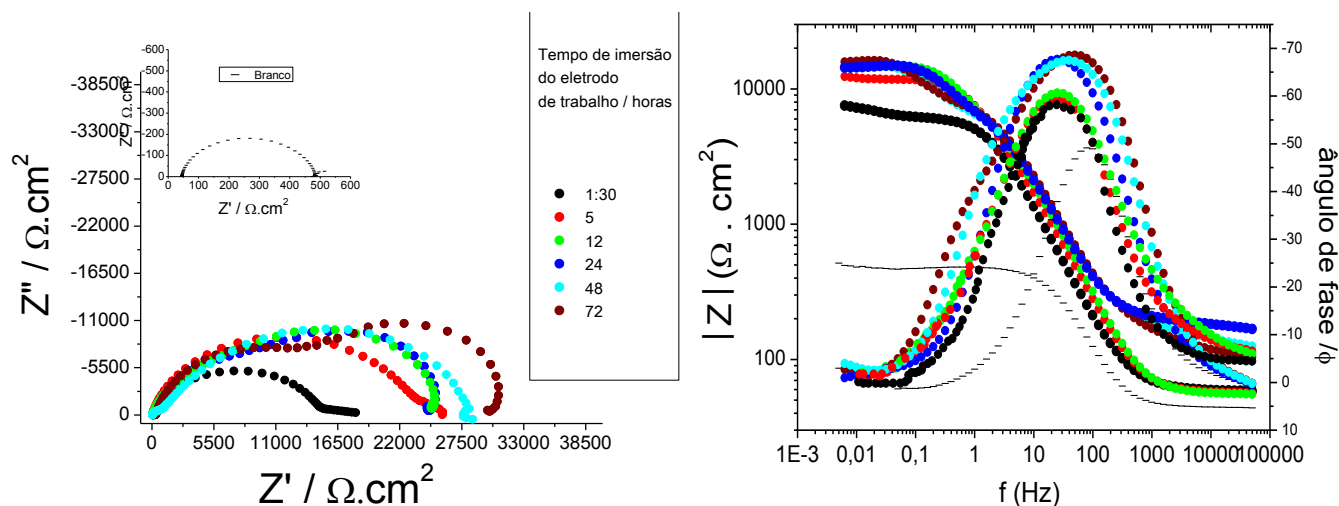 -600
-500
-400
-300
-200
-100
0
Z''/ Ω.cm²
Branco
0 100 200 300 400 500 600
Z' / Ω.cm²
-38500
-33000
-27500
-22000
-16500
-11000
-5500
0
Z'' / Ω.cm²
0 5500 11000 16500 22000 27500 33000 38500
Z' / Ω.cm²
Tempo de imersão
do eletrodo
de trabalho / horas
1:30
5
12
24
48
72
10000
1000
100
|Z|(Ω . cm²)
1E-3 0,01 0,1 1 10 100 1000 10000 100000
f (Hz)
-70
-60
-50
-40
-30
-20
-10
0
10
ângulo de fase /ϕ